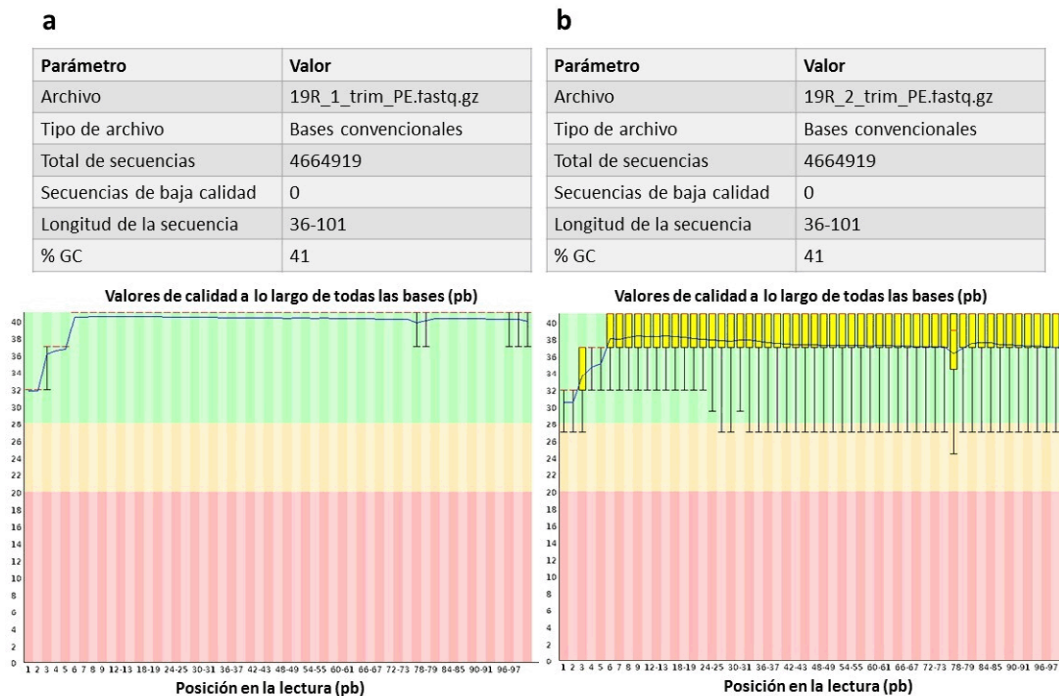 a
Parámetro Valor
Archivo 19R_1_trim_PE.fastq.gz
Tipo de archivo Bases convencionales
Total de secuencias 4664919
Secuencias de baja calidad 0
Longitud de la secuencia 36-101
% GC 41
Valores de calidad a lo largo de todas las bases (pb)
40
38
36
34
32
30
28
26
24
22
20
18
16
14
12
10
8
6
4
2
0
1 2 3 4 5 6 7 8 9 12-13 18-19 24-25 30-31 36-37 42-43 48-49 54-55 60-61 66-67 72-73 78-79 84-85 90-91 96-97
Posición en la lectura (pb)
b
Parámetro Valor
Archivo 19R_2_trim_PE.fastq.gz
Tipo de archivo Bases convencionales
Total de secuencias 4664919
Secuencias de baja calidad 0
Longitud de la secuencia 36-101
% GC 41
Valores de calidad a lo largo de todas las bases (pb)
40
38
36
34
32
30
28
26
24
22
20
18
16
14
12
10
8
6
4
2
0
1 2 3 4 5 6 7 8 9 12-13 18-19 24-25 30-31 36-37 42-43 48-49 54-55 60-61 66-67 72-73 78-79 84-85 90-91 96-97
Posición en la lectura (pb)